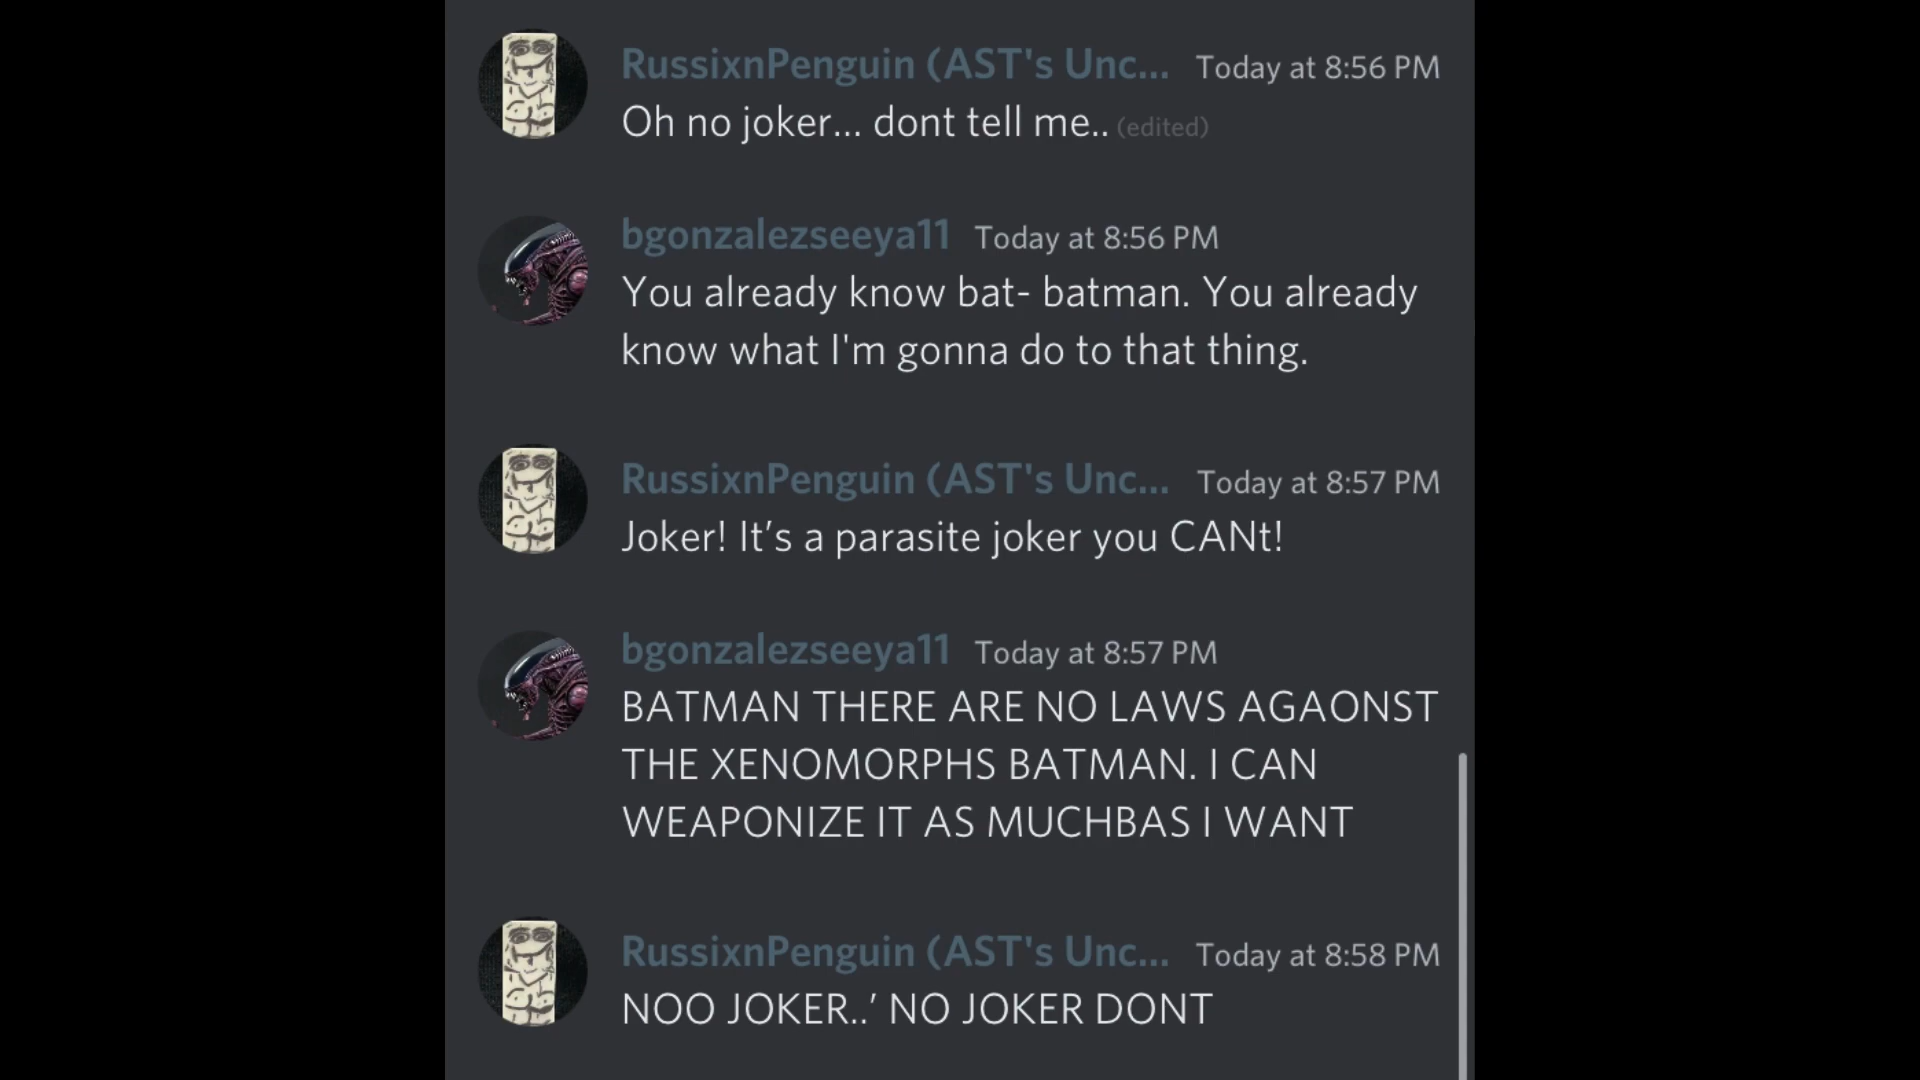 RussixnPenguin (AST's Unc... Today at 8:56 PM
Oh no joker... dont tell me.. (edited)
bgonzalezseeya11 Today at 8:56 PM
You already know bat- batman. You already
know what I'm gonna do to that thing.
RussixnPenguin (AST's Unc... Today at 8:57 PM
Joker! It’s a parasite joker you CANt!
bgonzalezseeya11 Today at 8:57 PM
BATMAN THERE ARE NO LAWS AGAONST
THE XENOMORPHS BATMAN. I CAN
WEAPONIZE IT AS MUCHBAS I WANT
RussixnPenguin (AST's Unc... Today at 8:58 PM
NOO JOKER..’ NO JOKER DONT